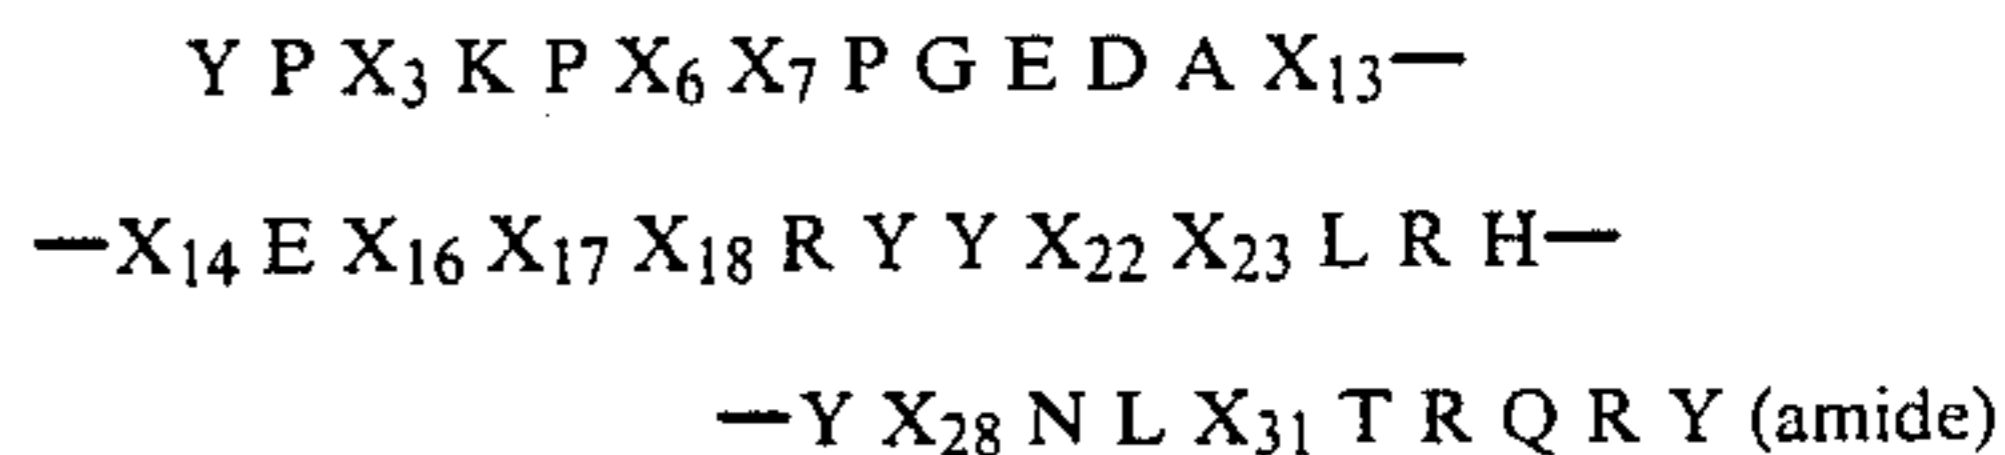 Y P X₃ K P X₆ X₇ P G E D A X₁₃—
—X₁₄ E X₁₆ X₁₇ X₁₈ R Y Y X₂₂ X₂₃ L R H—
—Y X₂₈ N L X₃₁ T R Q R Y (amide)